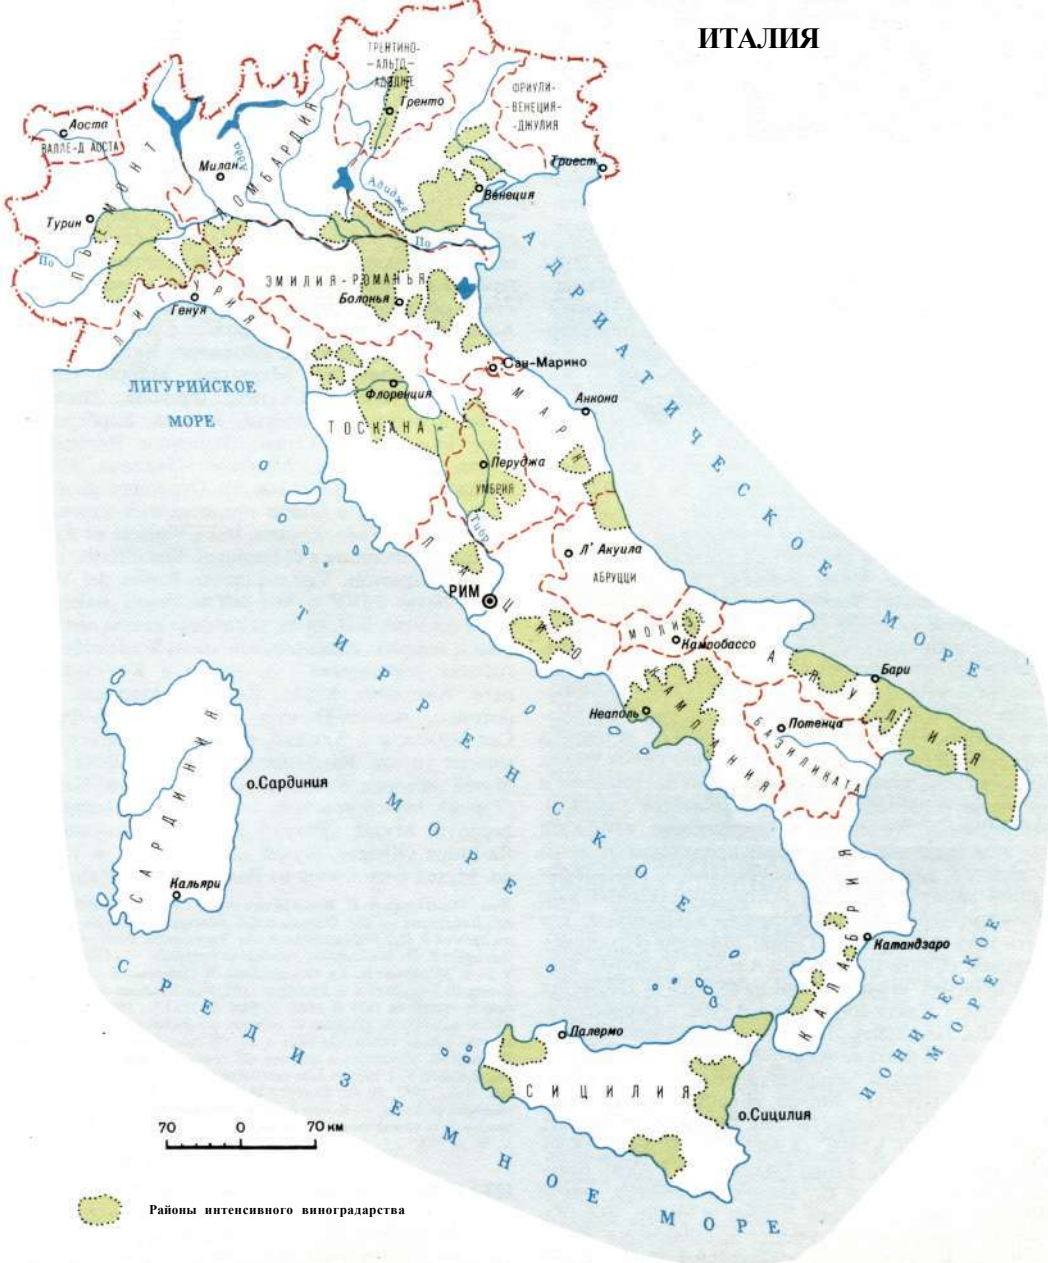 ИТАЛИЯ
ТРЕНТИНО-
-АЛЬТО-
АДИДЖЕ
Тренто
ФРИУЛИ-
-ВЕНЕЦИЯ-
-ДЖУЛИЯ
Аоста
ВАЛЛЕ-Д АОСТА
Милан
Адда
ЛОМБАРДИЯ
Триест
Адидже
Венеция
Турин
ПЬЕМОНТ
По
По
ЭМИЛИЯ-РОМАНЬЯ
Болонья
Генуя
ЛИГУРИЯ
АДРИАТИЧЕСКОЕ МОРЕ
Сан-Марино
ЛИГУРИЙСКОЕ
МОРЕ
Флоренция
МАРКЕ
Анкона
ТОСКАНА
Перуджа
УМБРИЯ
Тибр
Л' Акуила
АБРУЦЦИ
ЛАЦИО
РИМ
МОЛИЗЕ
Кампобассо
АПУЛИЯ
Бари
КАМПАНИЯ
Неаполь
Потенца
БАЗИЛИКАТА
ТИРРЕНСКОЕ
МОРЕ
САРДИНИЯ
о.Сардиния
Кальяри
КАЛАБРИЯ
Катандзаро
ИОНИЧЕСКОЕ
МОРЕ
СРЕДИЗЕМНОЕ МОРЕ
Палермо
СИЦИЛИЯ
о.Сицилия
70 0 70 км
Районы интенсивного виноградарства